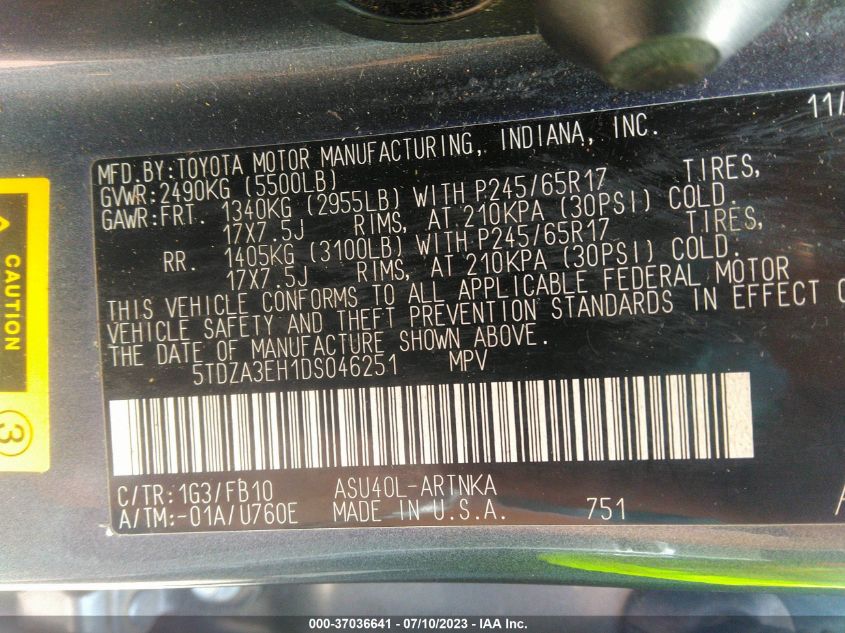 11/
MFD.BY:TOYOTA MOTOR MANUFACTURING, INDIANA, INC.
GVWR:2490KG (5500LB)
GAWR:FRT. 1340KG (2955LB) WITH P245/65R17 TIRES,
17X7.5J RIMS, AT 210KPA (30PSI) COLD.
RR. 1405KG (3100LB) WITH P245/65R17 TIRES,
17X7.5J RIMS, AT 210KPA (30PSI) COLD.
THIS VEHICLE CONFORMS TO ALL APPLICABLE FEDERAL MOTOR
VEHICLE SAFETY AND THEFT PREVENTION STANDARDS IN EFFECT O
THE DATE OF MANUFACTURE SHOWN ABOVE.
5TDZA3EH1DS046251 MPV
C/TR:1G3/FB10 ASU40L-ARTNKA
A/TM:-01A/U760E MADE IN U.S.A. 751
CAUTION
3
000-37036641 - 07/10/2023 - IAA Inc.